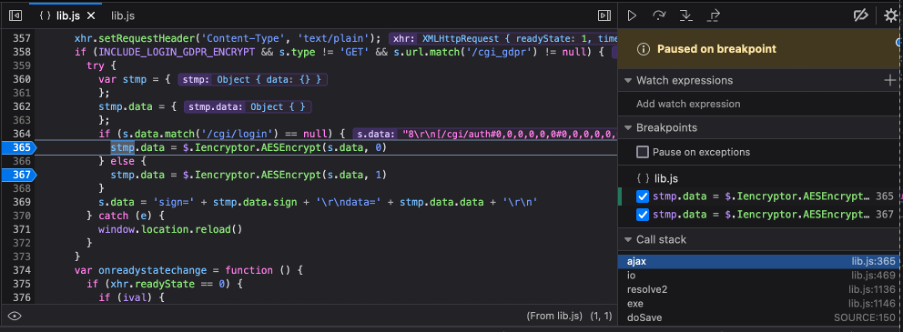 lib.js
lib.js
357 xhr.setRequestHeader('Content-Type', 'text/plain'); xhr: XMLHttpRequest { readyState: 1, time
358 if (INCLUDE_LOGIN_GDPR_ENCRYPT && s.type != 'GET' && s.url.match('/cgi_gdpr') != null) {
359 try {
360 var stmp = { stmp: Object { data: {} }
361 };
362 stmp.data = { stmp.data: Object { }
363 };
364 if (s.data.match('/cgi/login') == null) { s.data: "8\r\n[/cgi/auth#0,0,0,0,0,0#0,0,0,0,
365 stmp.data = $.Iencryptor.AESEncrypt(s.data, 0)
366 } else {
367 stmp.data = $.Iencryptor.AESEncrypt(s.data, 1)
368 }
369 s.data = 'sign=' + stmp.data.sign + '\r\ndata=' + stmp.data.data + '\r\n'
370 } catch (e) {
371 window.location.reload()
372 }
373 }
374 var onreadystatechange = function () {
375 if (xhr.readyState == 0) {
376 if (ival) {
(From lib.js) (1, 1)
Paused on breakpoint
Watch expressions
Add watch expression
Breakpoints
Pause on exceptions
lib.js
stmp.data = $.Iencryptor.AESEncrypt… 365
stmp.data = $.Iencryptor.AESEncrypt… 367
Call stack
ajax lib.js:365
io lib.js:469
resolve2 lib.js:1136
exe lib.js:1146
doSave SOURCE:150